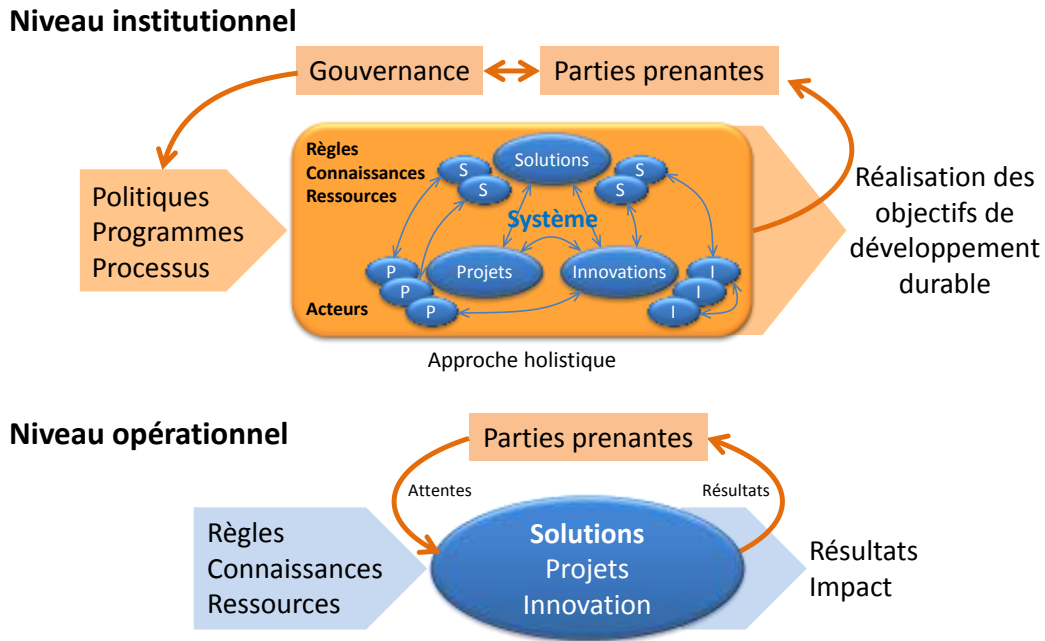 Niveau institutionnel
Gouvernance
Parties prenantes
Règles
Connaissances
Ressources
Solutions
S
S
S
S
Système
Politiques
Programmes
Processus
Projets
Innovations
P
P
P
I
I
I
Acteurs
Réalisation des
objectifs de
développement
durable
Approche holistique
Niveau opérationnel
Parties prenantes
Attentes
Résultats
Règles
Connaissances
Ressources
Solutions
Projets
Innovation
Résultats
Impact